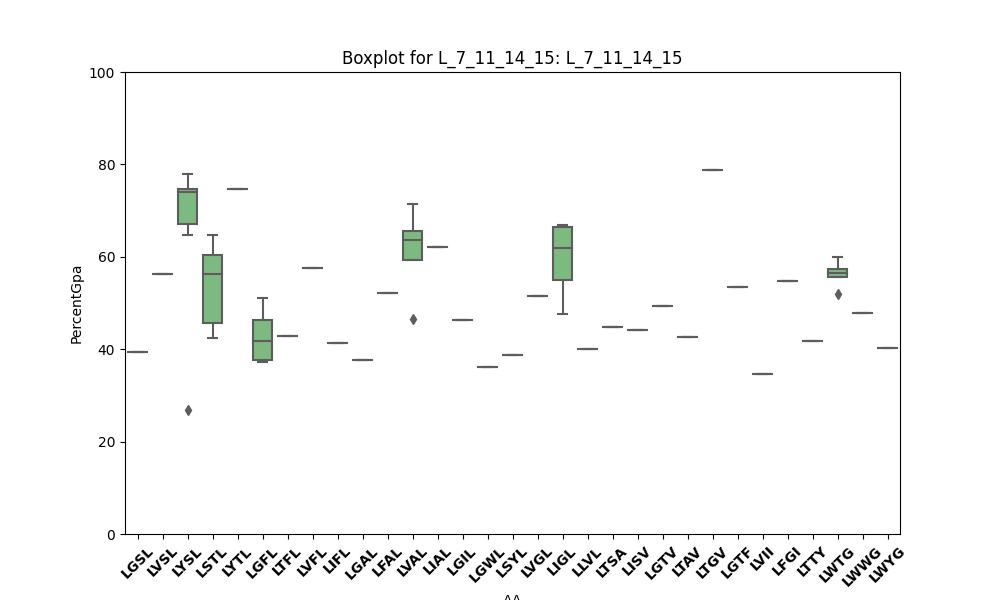 Boxplot for L_7_11_14_15: L_7_11_14_15
PercentGpa
100
80
60
40
20
0
LGSL LVSL LYSL LSTL LYTL LGFL LTFL LVFL LIFL LGAL LFAL LVAL LIAL LGIL LGWL LSYL LVGL LIGL LLVL LTSA LISV LGTV LTAV LTGV LGTF LVII LFGI LTTY LWTG LWWG LWYG
AA